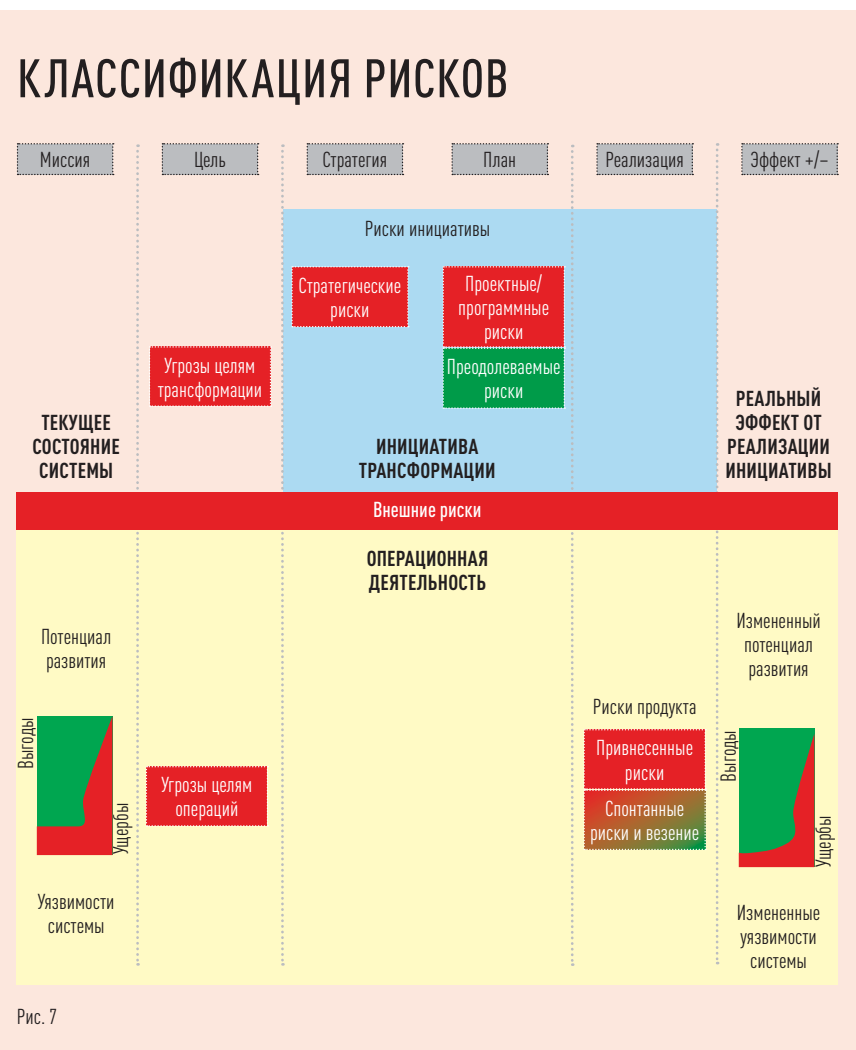 КЛАССИФИКАЦИЯ РИСКОВ
Миссия
Цель
Стратегия
План
Реализация
Эффект +/–
Риски инициативы
Стратегические
риски
Проектные/
программные
риски
Преодолеваемые
риски
Угрозы целям
трансформации
ТЕКУЩЕЕ
СОСТОЯНИЕ
СИСТЕМЫ
ИНИЦИАТИВА
ТРАНСФОРМАЦИИ
РЕАЛЬНЫЙ
ЭФФЕКТ ОТ
РЕАЛИЗАЦИИ
ИНИЦИАТИВЫ
Внешние риски
ОПЕРАЦИОННАЯ
ДЕЯТЕЛЬНОСТЬ
Потенциал
развития
Выгоды
Ущербы
Уязвимости
системы
Угрозы целям
операций
Риски продукта
Привнесенные
риски
Спонтанные
риски и везение
Измененный
потенциал
развития
Выгоды
Ущербы
Измененные
уязвимости
системы
Рис. 7